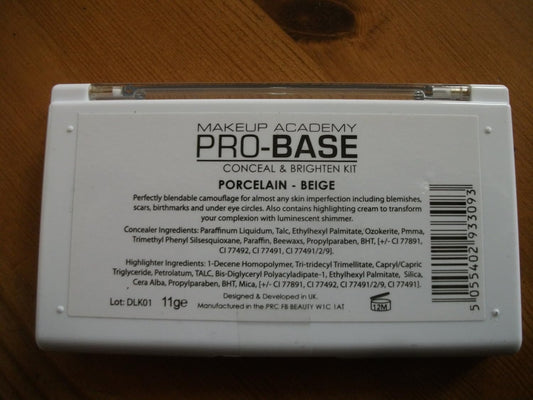 MAKEUP ACADEMY
PRO-BASE
CONCEAL & BRIGHTEN KIT
PORCELAIN - BEIGE
Perfectly blendable camouflage for almost any skin imperfection including blemishes,
scars, birthmarks and under eye circles. Also contains highlighting cream to transform
your complexion with luminescent shimmer.
Concealer Ingredients: Paraffinum Liquidum, Talc, Ethylhexyl Palmitate, Ozokerite, Pmma,
Trimethyl Phenyl Silsesquioxane, Paraffin, Beewaxs, Propylparaben, BHT, [+/- CI 77891,
CI 77492, CI 77491, CI 77491/2/9].
Highlighter Ingredients: 1-Decene Homopolymer, Tri-tridecyl Trimellitate, Capryl/Capric
Triglyceride, Petrolatum, TALC, Bis-Diglyceryl Polyacyladipate-1, Ethylhexyl Palmitate, Silica,
Cera Alba, Propylparaben, BHT, Mica, [+/- CI 77891, CI 77492, CI 77491/2/9, CI 77491].
Lot: DLK01 11ge
Designed & Developed in UK.
Manufactured in the PRC. FB BEAUTY W1C 1AT
12M
5 055402 933093